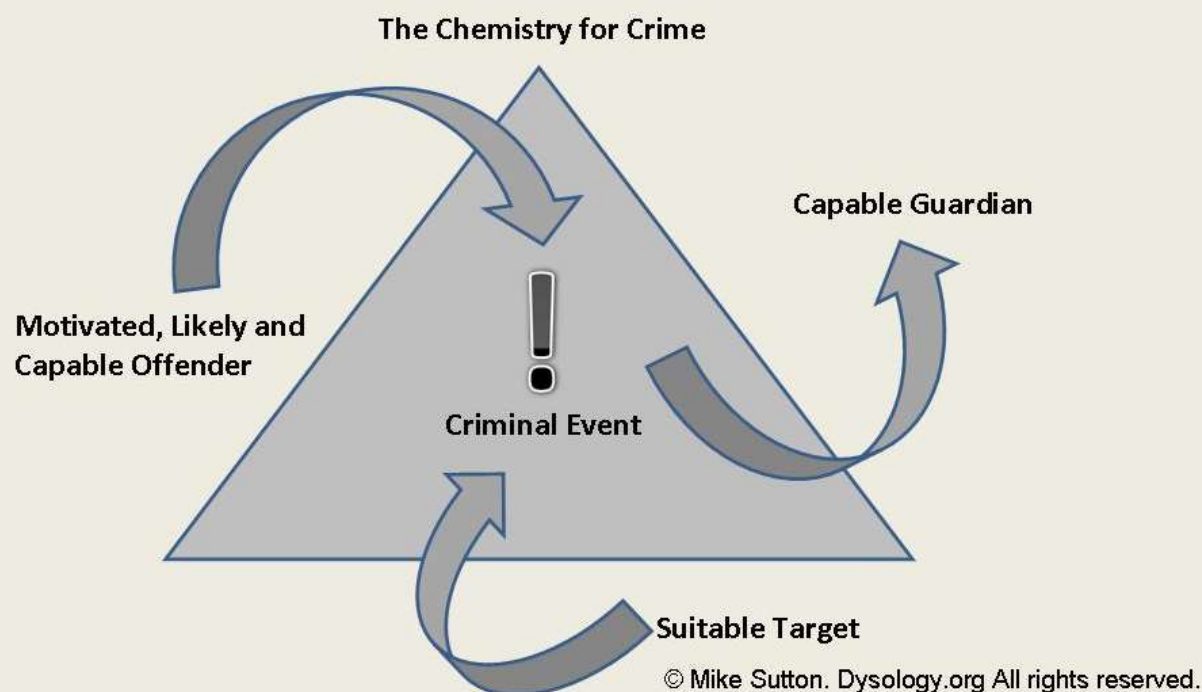 The Chemistry for Crime
Capable Guardian
Motivated, Likely and
Capable Offender
!
Criminal Event
Suitable Target
© Mike Sutton. Dysology.org All rights reserved.